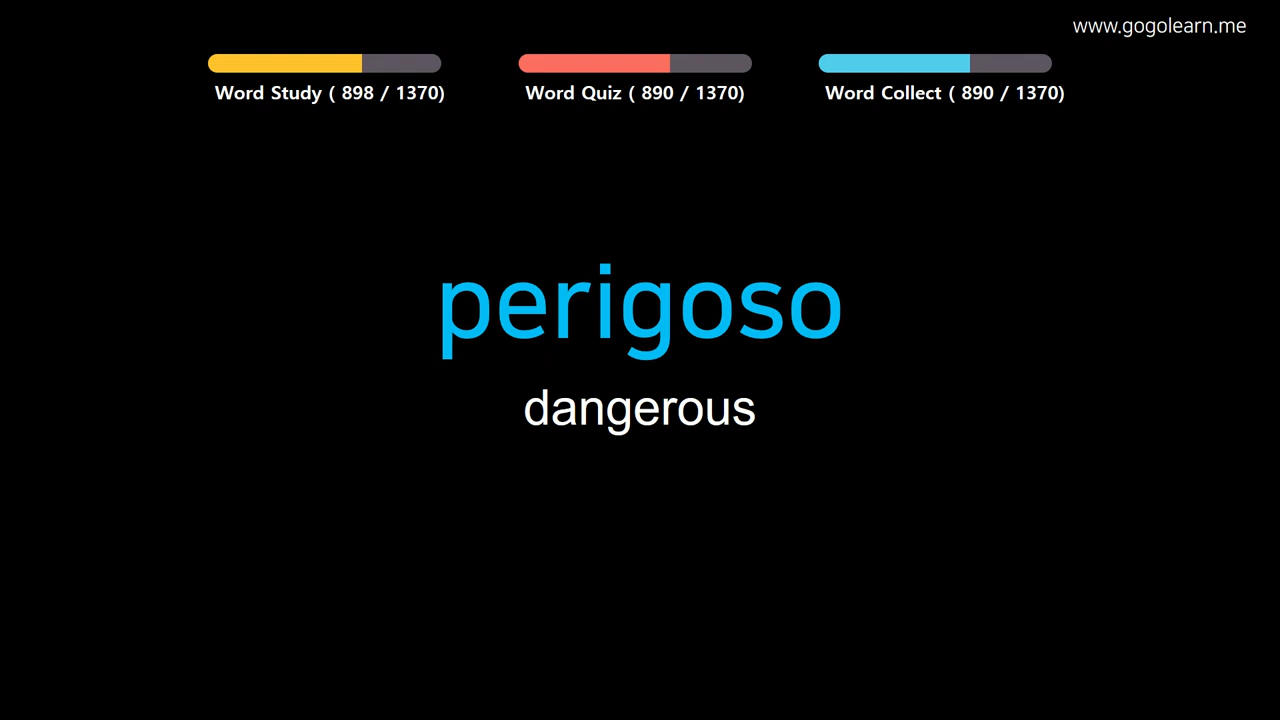 www.gogolearn.me
Word Study ( 898 / 1370)
Word Quiz ( 890 / 1370)
Word Collect ( 890 / 1370)
perigoso
dangerous